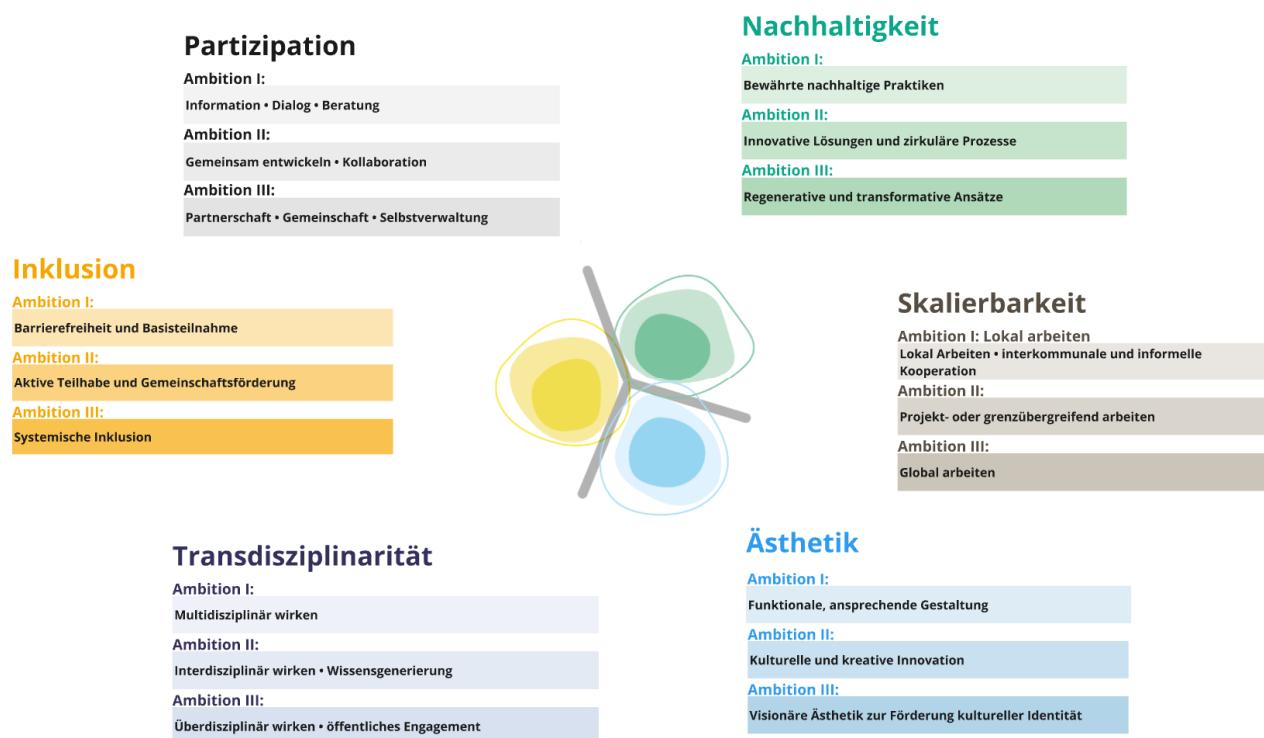 Partizipation
Ambition I:
Information • Dialog • Beratung
Ambition II:
Gemeinsam entwickeln • Kollaboration
Ambition III:
Partnerschaft • Gemeinschaft • Selbstverwaltung
Nachhaltigkeit
Ambition I:
Bewährte nachhaltige Praktiken
Ambition II:
Innovative Lösungen und zirkuläre Prozesse
Ambition III:
Regenerative und transformative Ansätze
Inklusion
Ambition I:
Barrierefreiheit und Basisteilnahme
Ambition II:
Aktive Teilhabe und Gemeinschaftsförderung
Ambition III:
Systemische Inklusion
Skalierbarkeit
Ambition I: Lokal arbeiten
Lokal Arbeiten • interkommunale und informelle
Kooperation
Ambition II:
Projekt- oder grenzübergreifend arbeiten
Ambition III:
Global arbeiten
Transdisziplinarität
Ambition I:
Multidisziplinär wirken
Ambition II:
Interdisziplinär wirken • Wissensgenerierung
Ambition III:
Überdisziplinär wirken • öffentliches Engagement
Ästhetik
Ambition I:
Funktionale, ansprechende Gestaltung
Ambition II:
Kulturelle und kreative Innovation
Ambition III:
Visionäre Ästhetik zur Förderung kultureller Identität